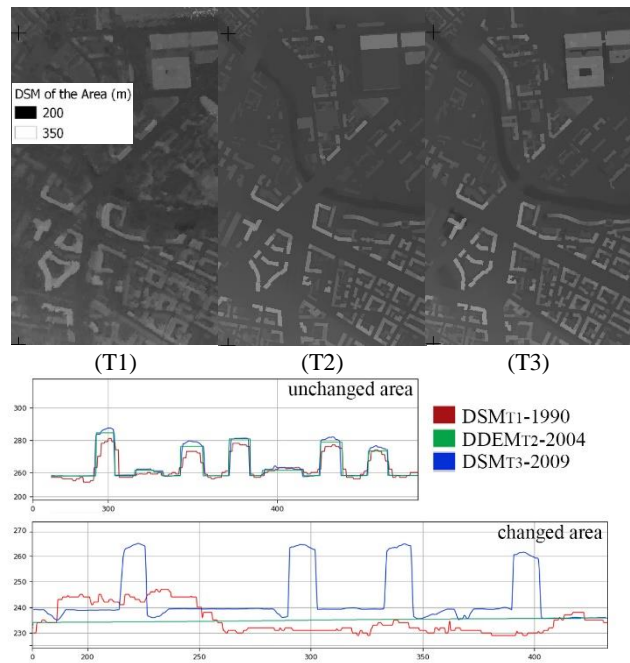 DSM of the Area (m)
200
350
(T1) (T2) (T3)
unchanged area
300
280
260
200
0 300 400
DSMT1-1990
DDEMT2-2004
DSMT3-2009
changed area
270
260
250
240
230
0 200 250 300 350 400